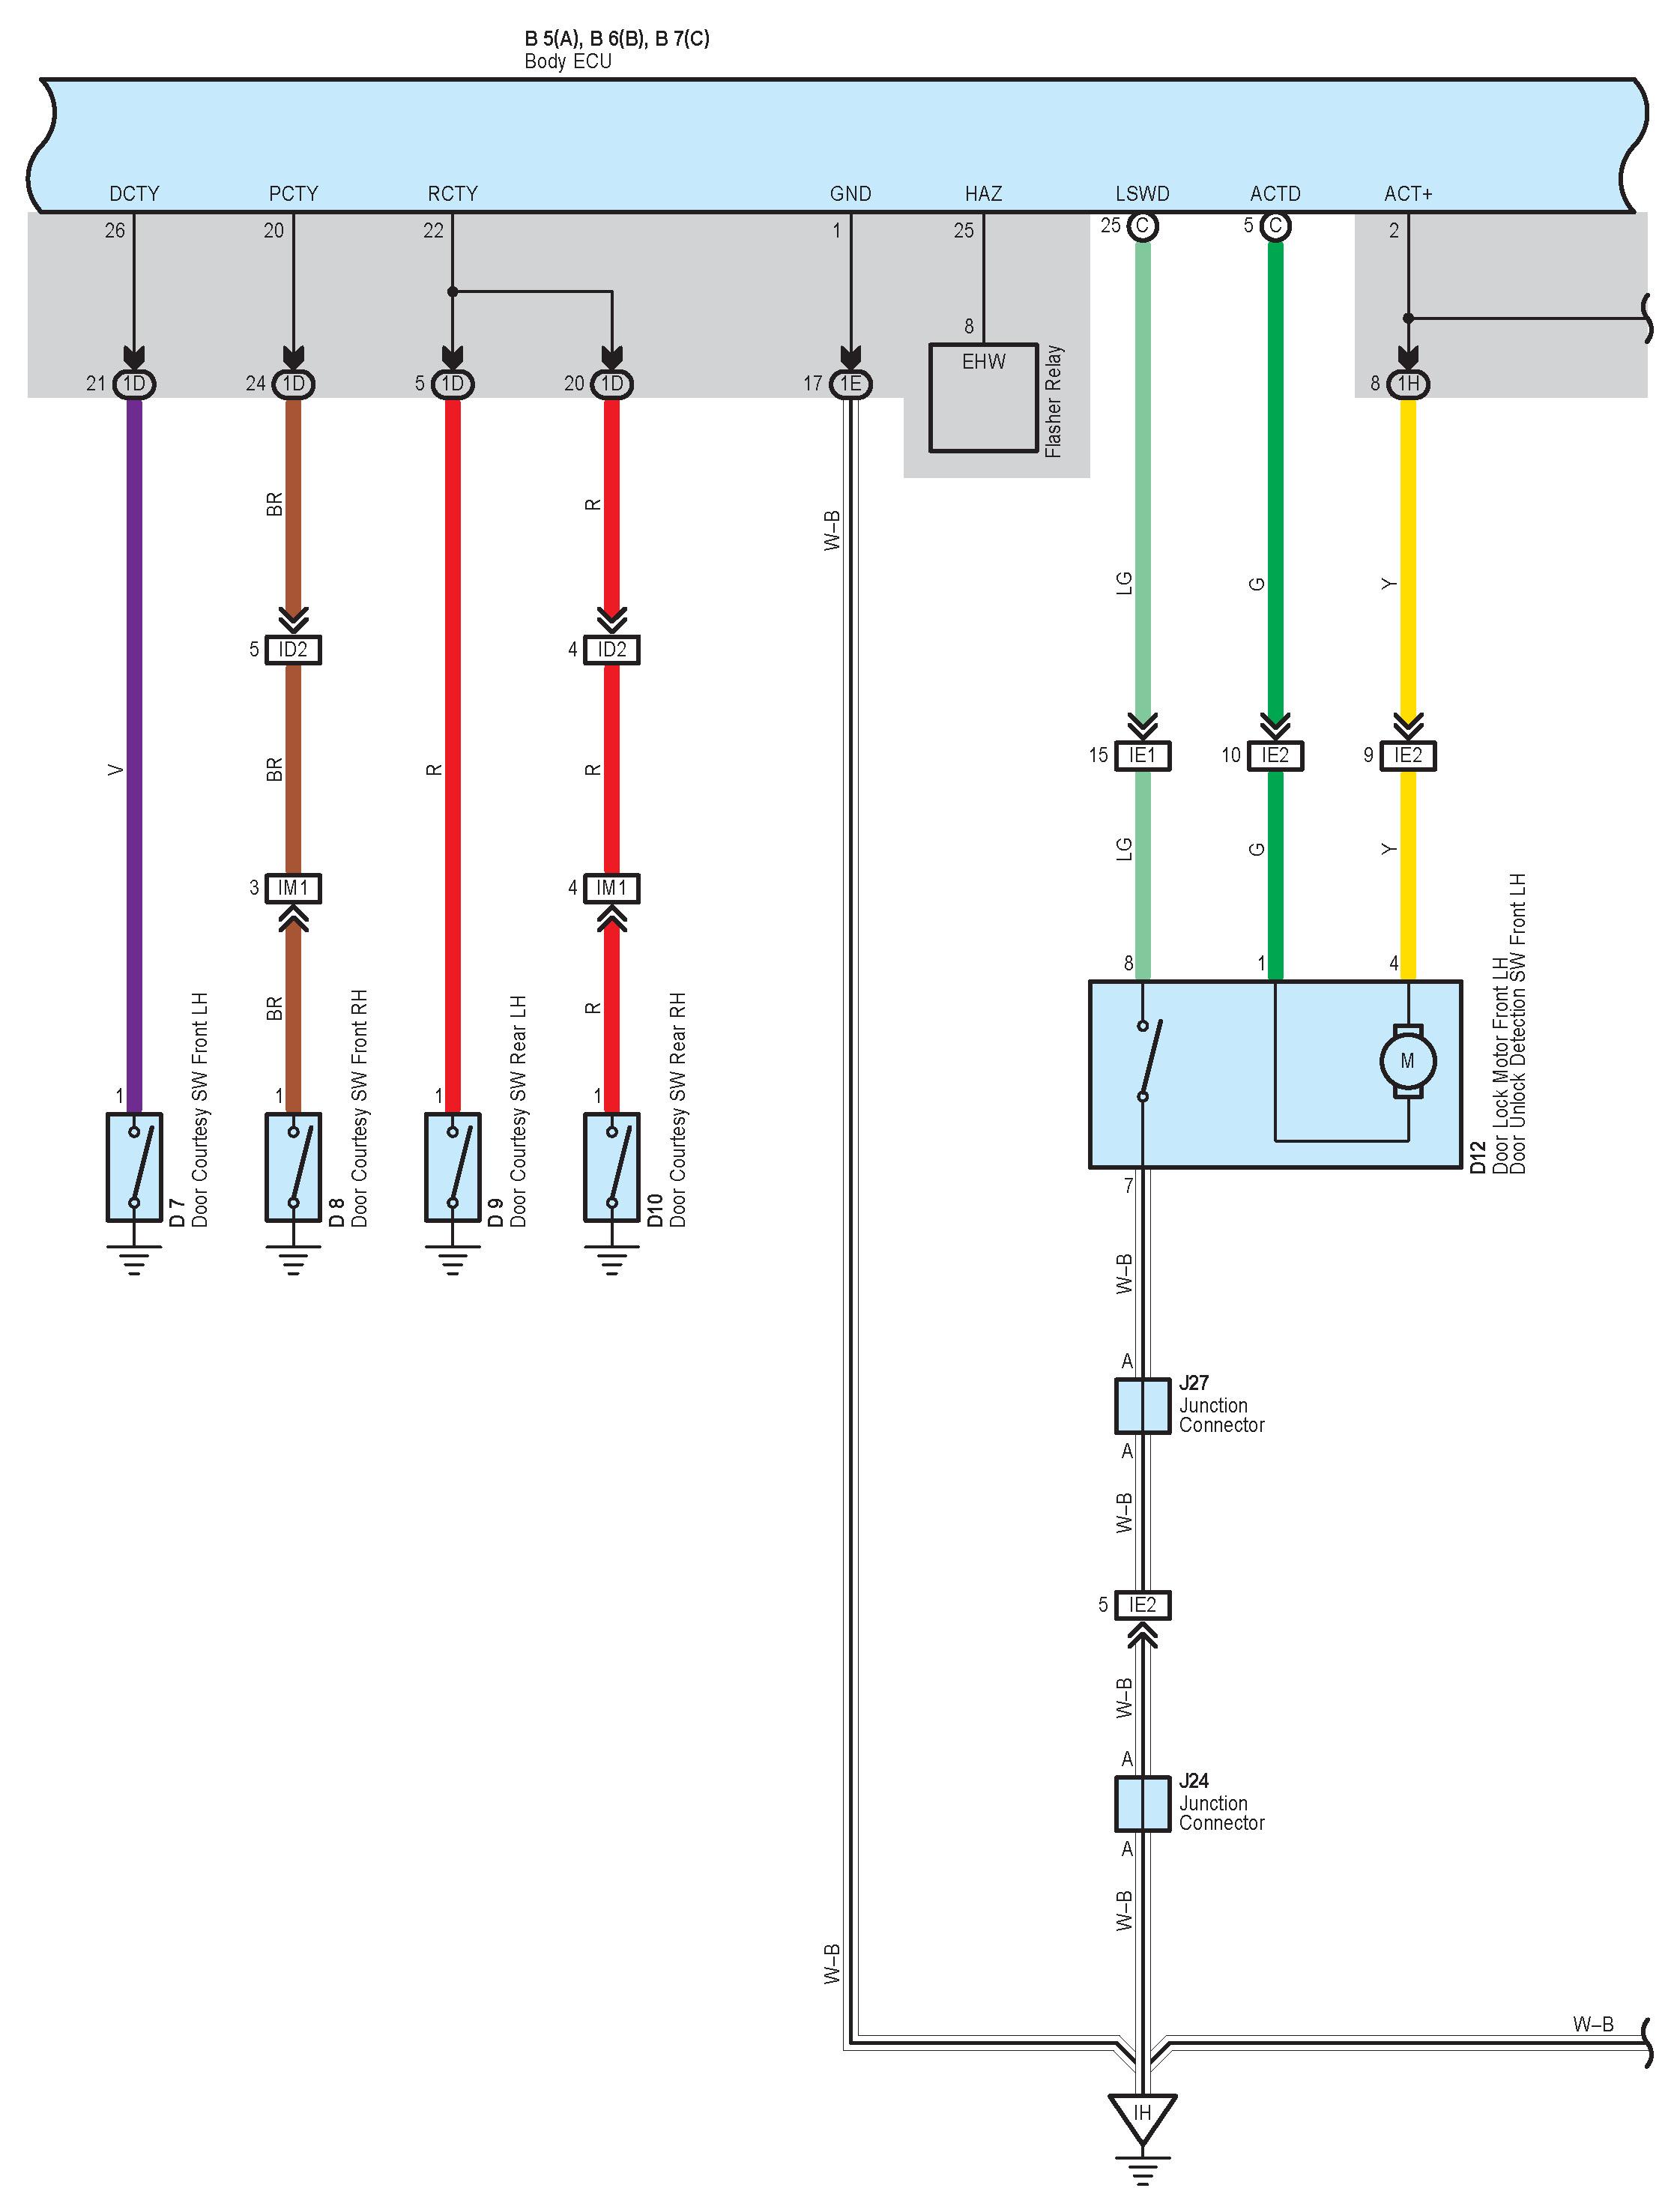 B 5(A), B 6(B), B 7(C)
Body ECU
DCTY PCTY RCTY GND HAZ LSWD ACTD ACT+
26 20 22 1 25 25 C 5 C 2
8
EHW
Flasher Relay
21 1D 24 1D 5 1D 20 1D 17 1E 8 1H
BR R W–B
LG G Y
5 ID2 4 ID2
15 IE1 10 IE2 9 IE2
V BR R R
LG G Y
3 IM1 4 IM1
8 1 4
BR R
1 1 1 1
D 7
Door Courtesy SW Front LH
D 8
Door Courtesy SW Front RH
D 9
Door Courtesy SW Rear LH
D10
Door Courtesy SW Rear RH
M
D12
Door Lock Motor Front LH
Door Unlock Detection SW Front LH
7
W–B
A
J27
Junction
Connector
A
W–B
5 IE2
W–B
A
J24
Junction
Connector
A
W–B
W–B
W–B
IH